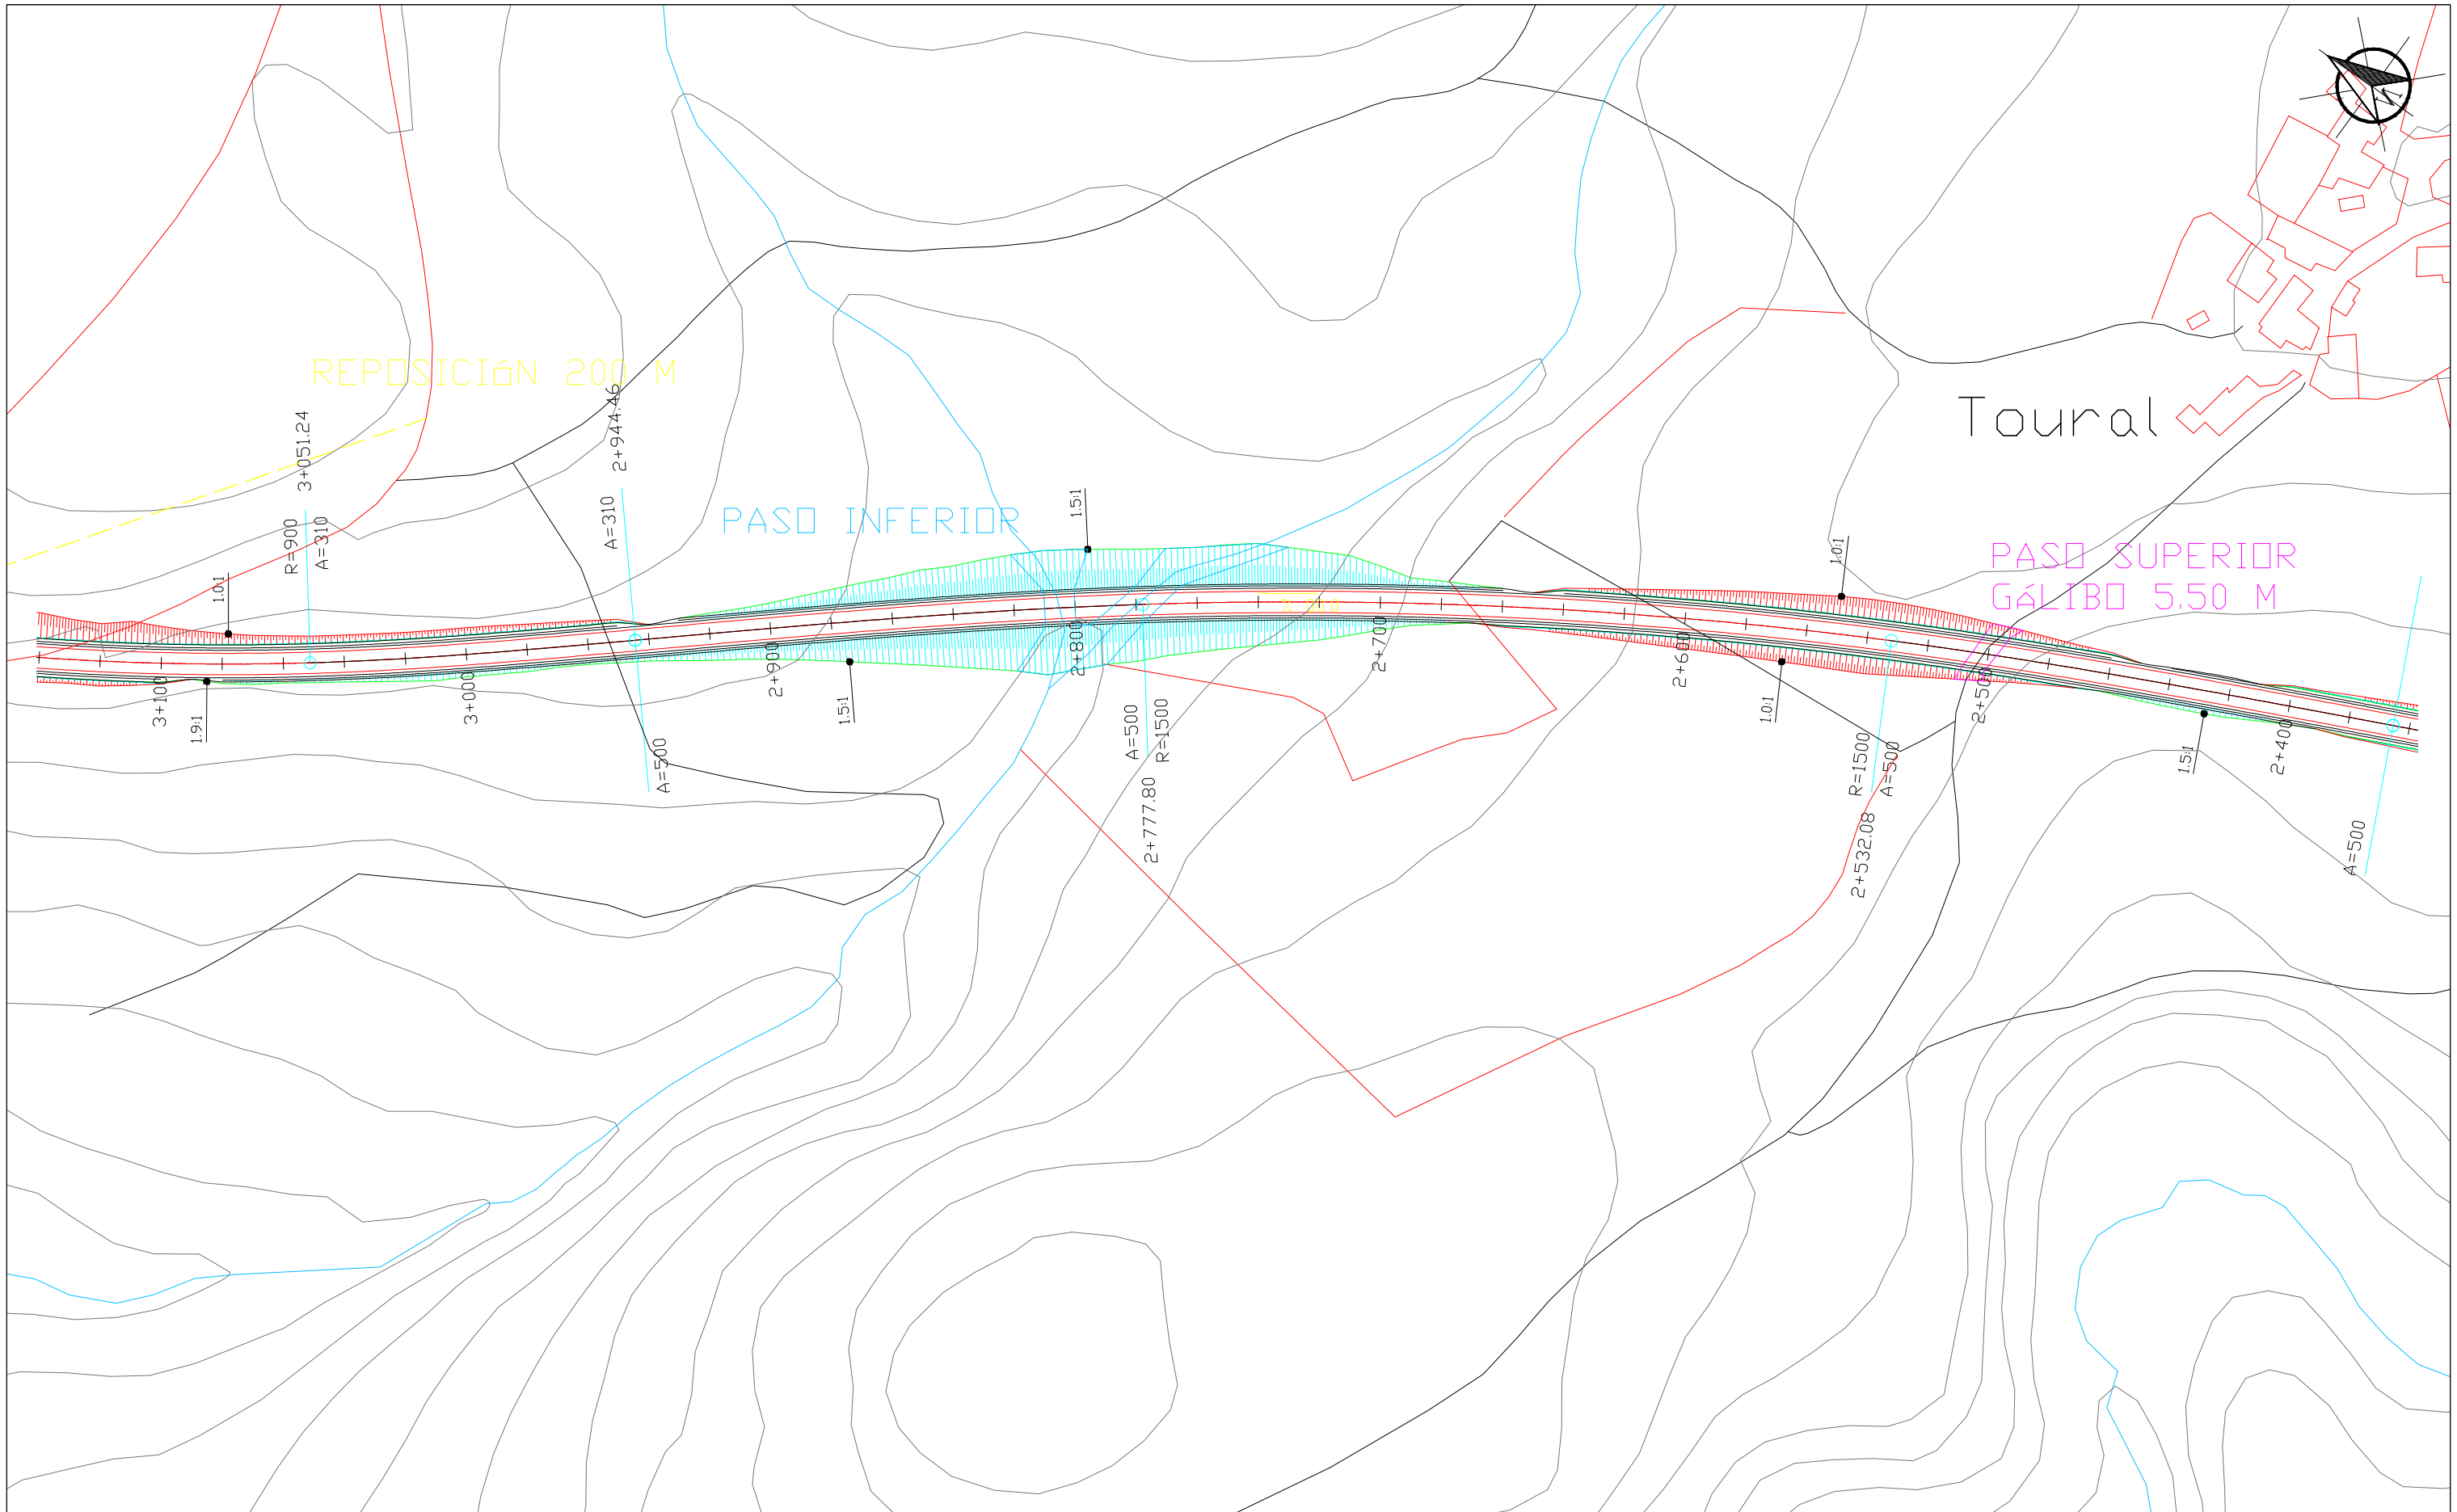 N
REPOSICIóN 200 M
Toural
PASO INFERIOR
PASO SUPERIOR
GáLIBO 5.50 M
3+051.24
R=900
A=310
2+944.46
A=310
A=500
1.0:1
1.9:1
1.5:1
1.5:1
A=500
R=1500
2+777.80
1.0:1
1.0:1
R=1500
A=500
2+532.08
1.5:1
A=500
3+100
3+000
2+900
2+800
2+700
2+600
2+500
2+400